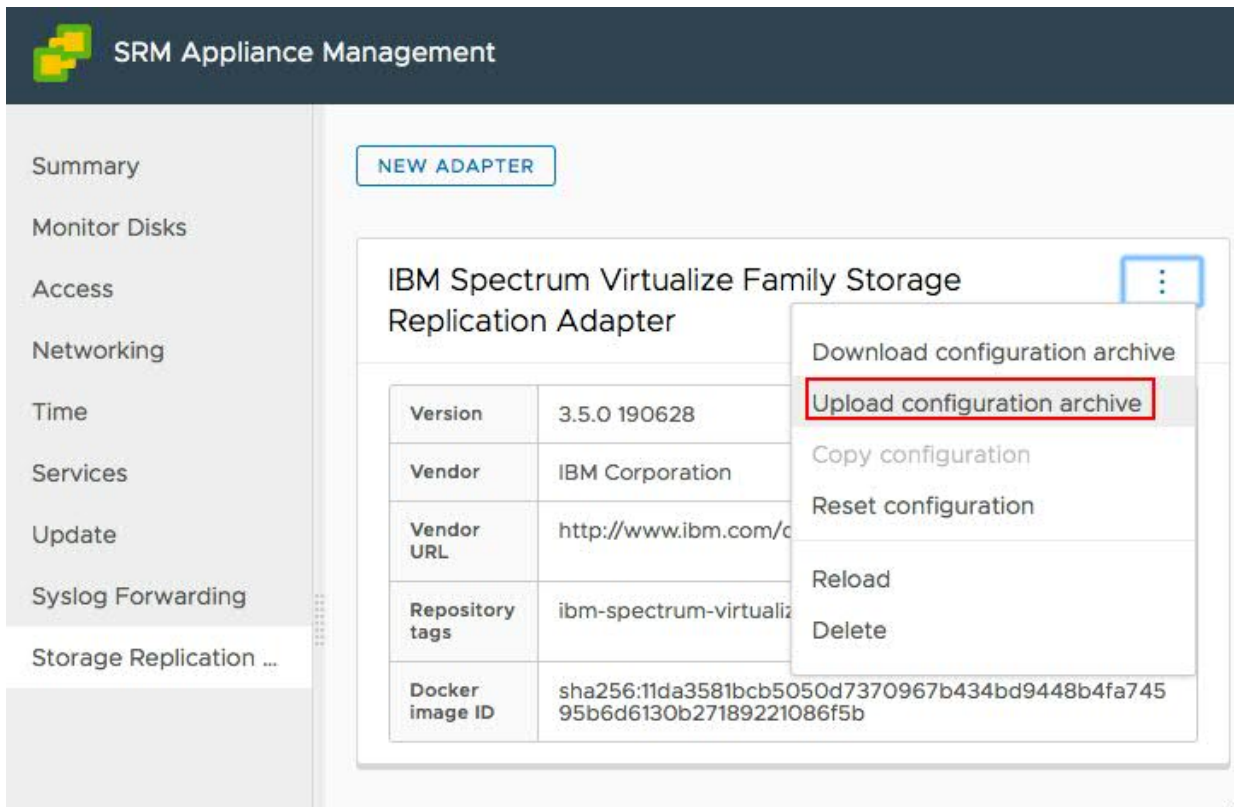 SRM Appliance Management
Summary
Monitor Disks
Access
Networking
Time
Services
Update
Syslog Forwarding
Storage Replication ...
NEW ADAPTER
IBM Spectrum Virtualize Family Storage
Replication Adapter
Download configuration archive
Upload configuration archive
Copy configuration
Reset configuration
Reload
Delete
Version
3.5.0 190628
Vendor
IBM Corporation
Vendor
URL
http://www.ibm.com/
Repository
tags
ibm-spectrum-virtualiz
Docker
image ID
sha256:11da3581bcb5050d7370967b434bd9448b4fa745
95b6d6130b27189221086f5b